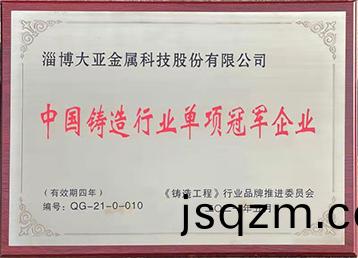 淄博大亚金属科技股份有限公司
中国铸造行业单项冠军企业
(有效期四年)
《铸造工程》行业品牌推进委员会
编号: QG-21-0-010
jsqzm.com